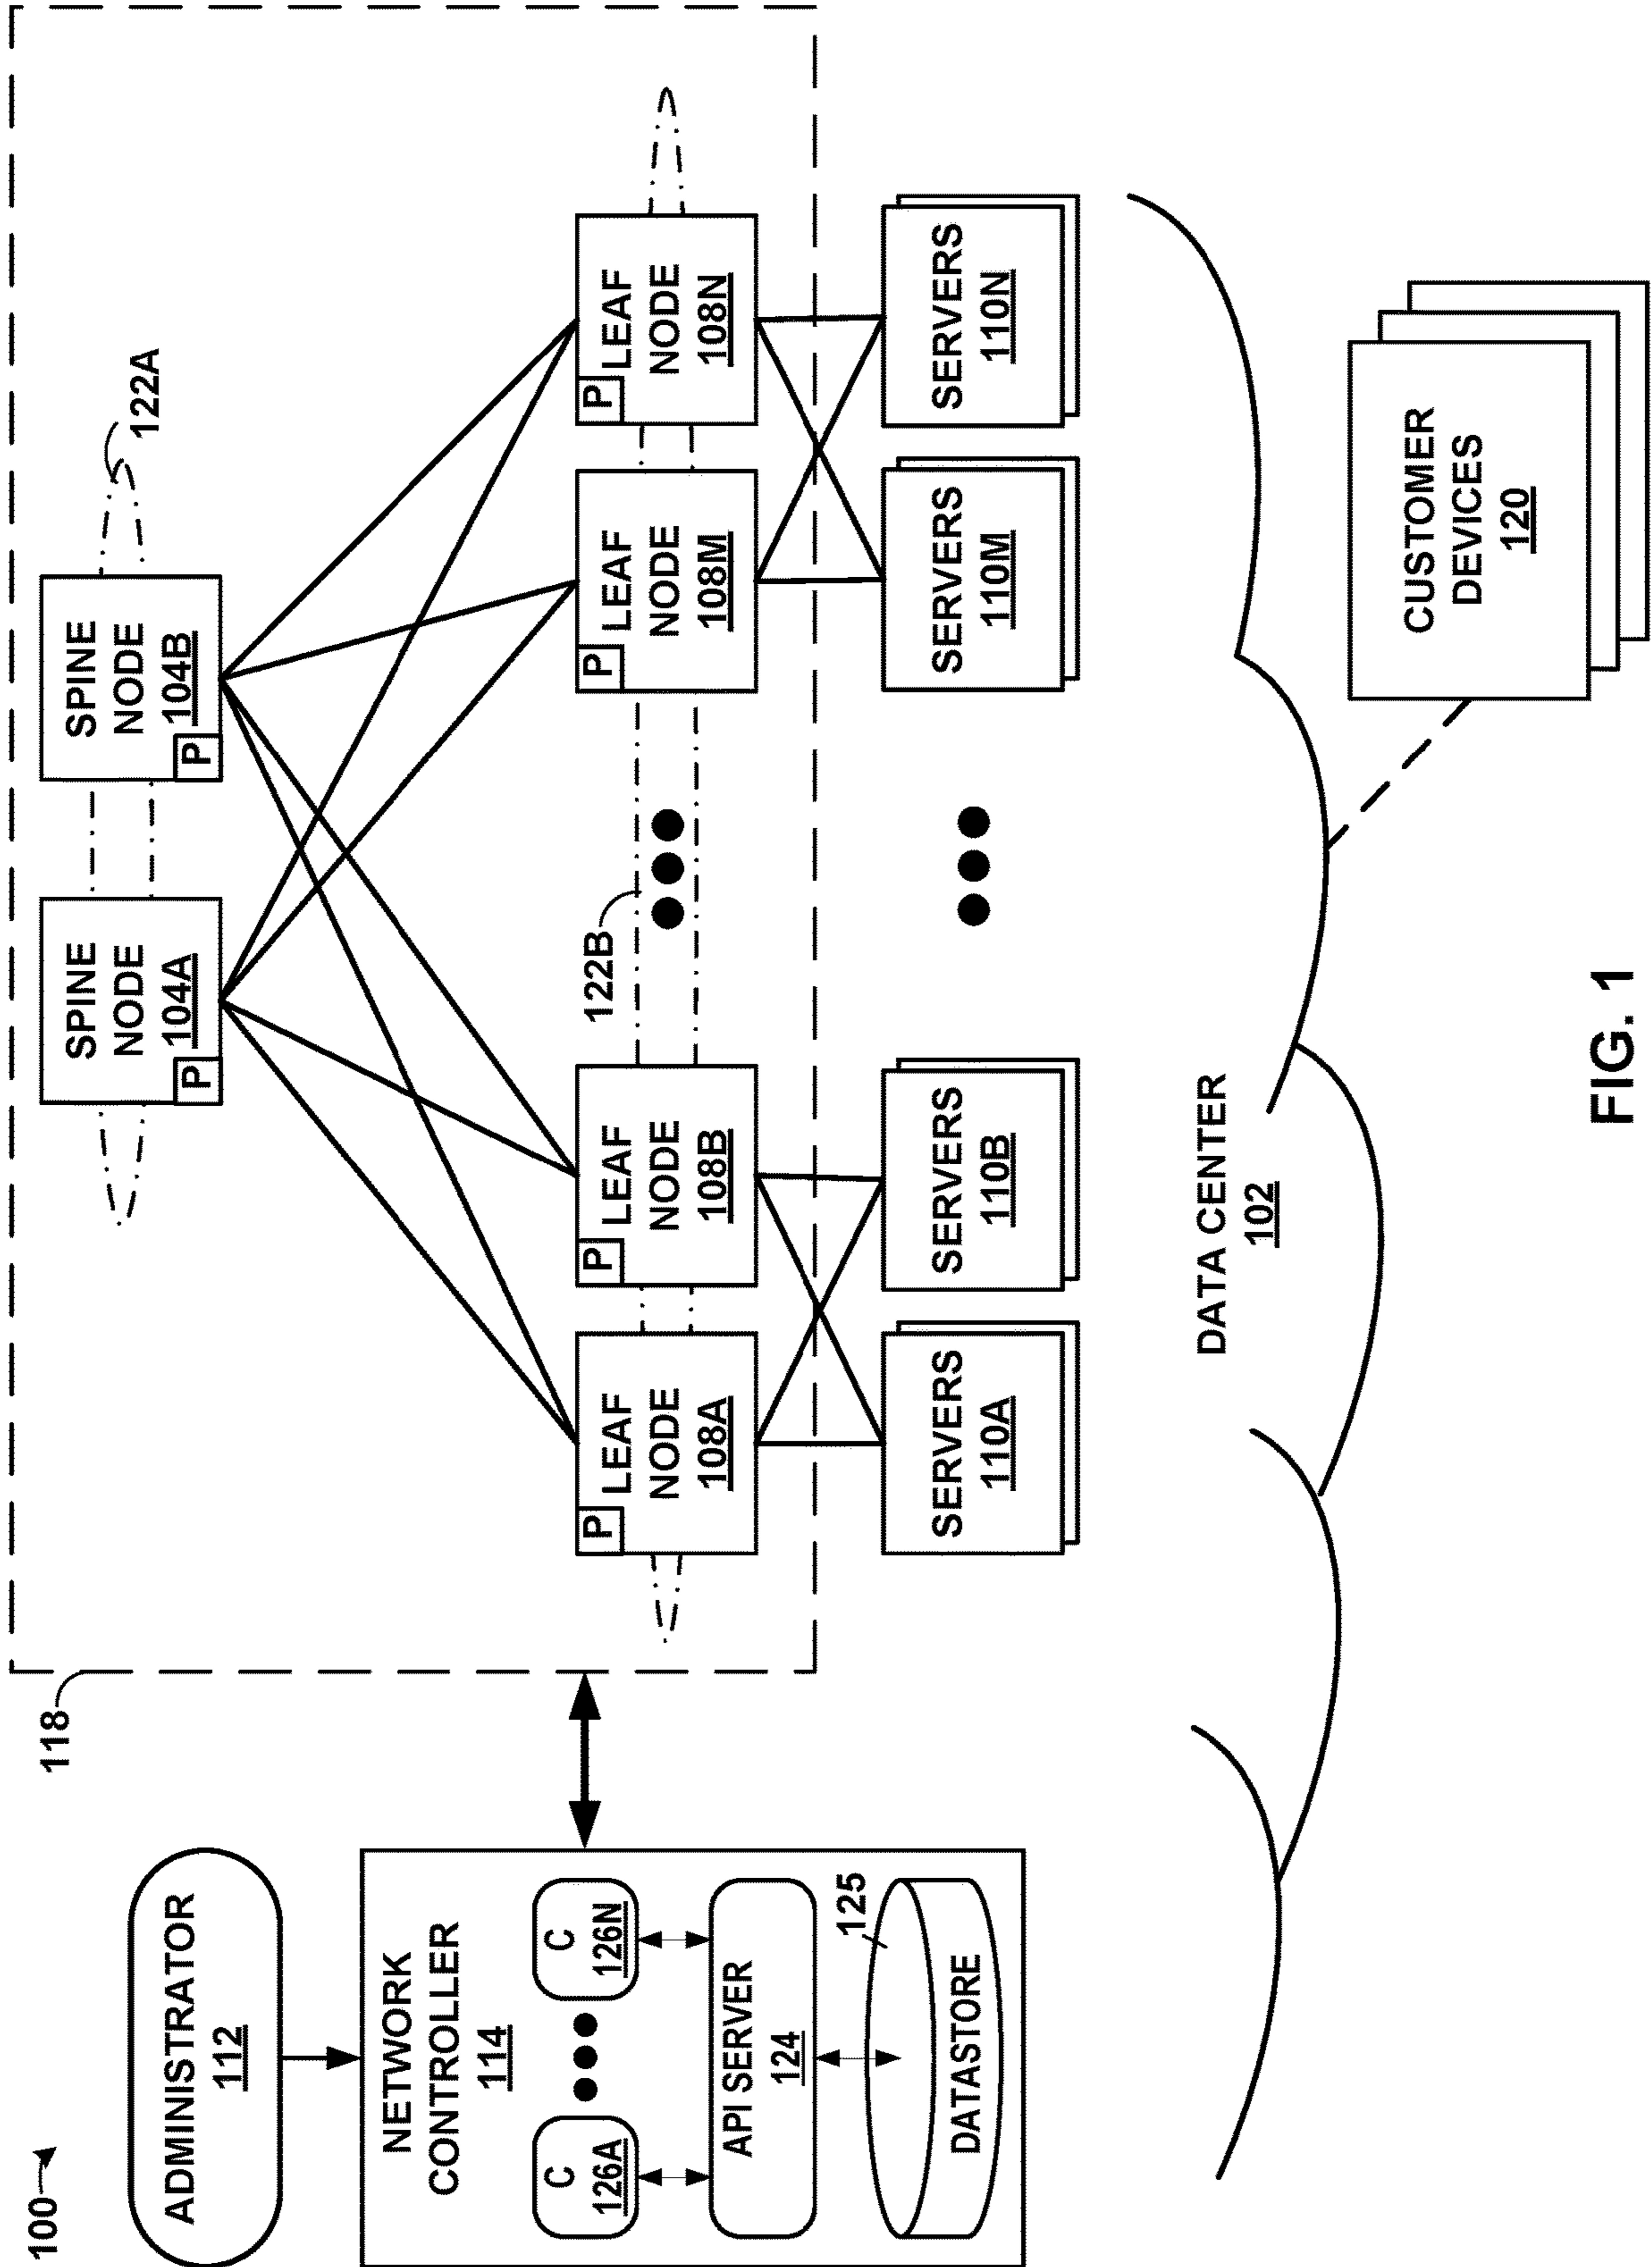 100
118
122A
ADMINISTRATOR
112
SPINE
NODE
104A
P
SPINE
NODE
104B
P
NETWORK
CONTROLLER
114
C
126A
C
126N
API SERVER
124
125
DATASTORE
122B
P
LEAF
NODE
108A
P
LEAF
NODE
108B
P
LEAF
NODE
108M
P
LEAF
NODE
108N
SERVERS
110A
SERVERS
110B
SERVERS
110M
SERVERS
110N
DATA CENTER
102
CUSTOMER
DEVICES
120
FIG. 1